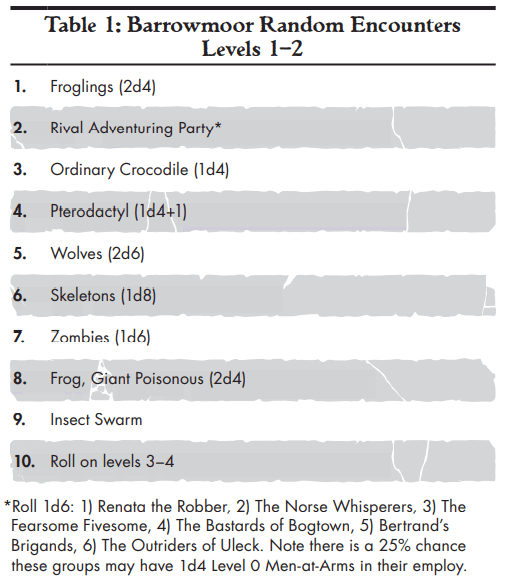 Table 1: Barrowmoor Random Encounters
Levels 1–2
1. Froglings (2d4)
2. Rival Adventuring Party*
3. Ordinary Crocodile (1d4)
4. Pterodactyl (1d4+1)
5. Wolves (2d6)
6. Skeletons (1d8)
7. Zombies (1d6)
8. Frog, Giant Poisonous (2d4)
9. Insect Swarm
10. Roll on levels 3–4
*Roll 1d6: 1) Renata the Robber, 2) The Norse Whisperers, 3) The
Fearsome Fivesome, 4) The Bastards of Bogtown, 5) Bertrand’s
Brigands, 6) The Outriders of Uleck. Note there is a 25% chance
these groups may have 1d4 Level 0 Men-at-Arms in their employ.